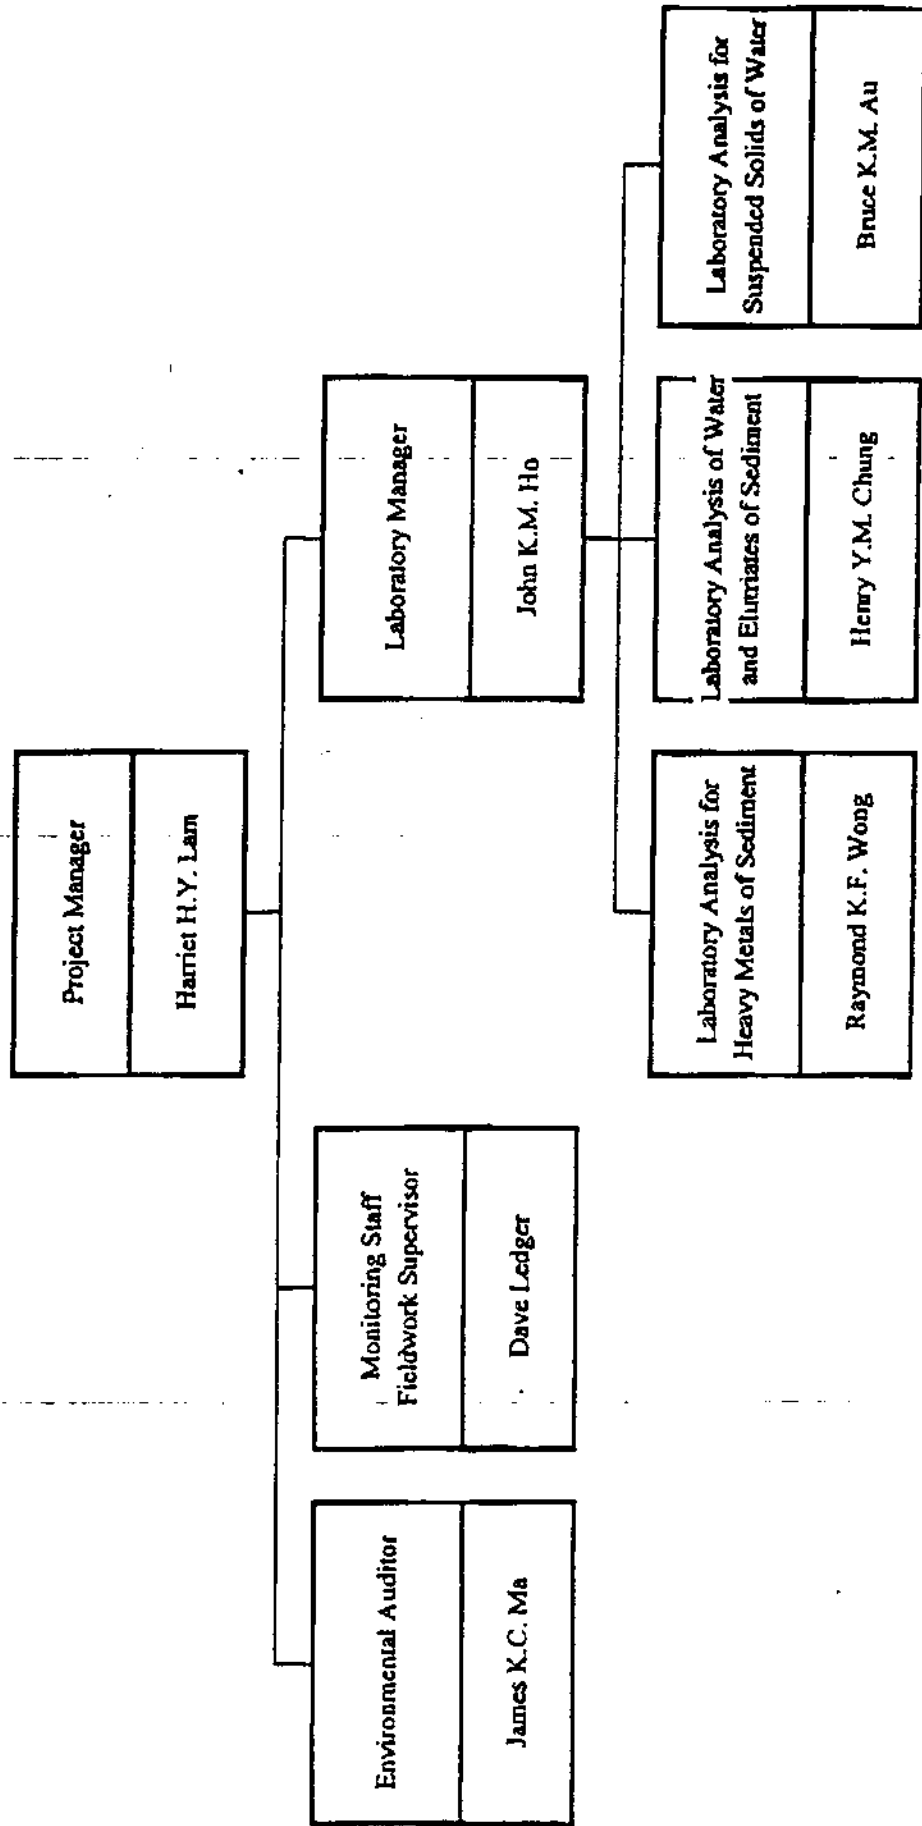 Project Manager
Harriet H.Y. Lam
Environmental Auditor
James K.C. Ma
Monitoring Staff
Fieldwork Supervisor
Dave Ledger
Laboratory Manager
John K.M. Ho
Laboratory Analysis for
Heavy Metals of Sediment
Raymond K.F. Wong
Laboratory Analysis of Water
and Elutriates of Sediment
Henry Y.M. Chung
Laboratory Analysis for
Suspended Solids of Water
Bruce K.M. Au